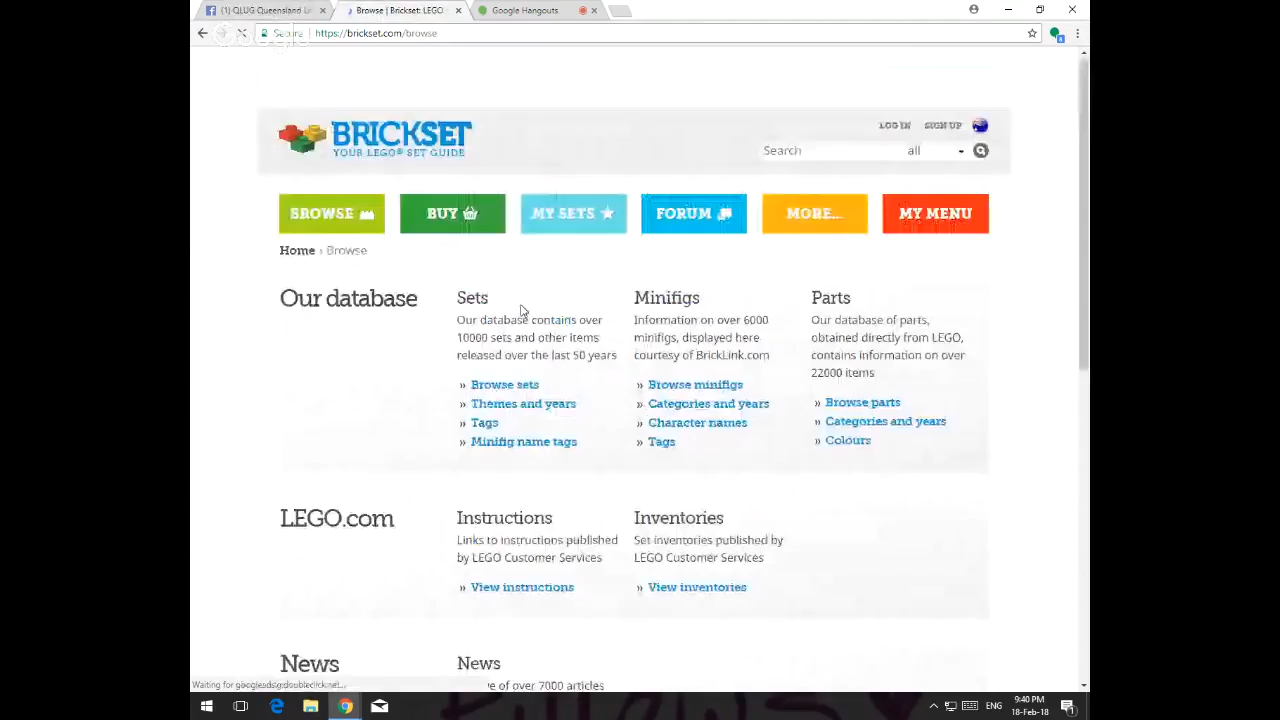 (1) QLUG Queensland L
Browse | Brickset: LEGO
Google Hangouts
Secure https://brickset.com/browse
BRICKSET
YOUR LEGO® SET GUIDE
LOG IN SIGN UP
Search all
BROWSE BUY MY SETS FORUM MORE... MY MENU
Home › Browse
Our database
Sets
Our database contains over
10000 sets and other items
released over the last 50 years
» Browse sets
» Themes and years
» Tags
» Minifig name tags
Minifigs
Information on over 6000
minifigs, displayed here
courtesy of BrickLink.com
» Browse minifigs
» Categories and years
» Character names
» Tags
Parts
Our database of parts,
obtained directly from LEGO,
contains information on over
22000 items
» Browse parts
» Categories and years
» Colours
LEGO.com
Instructions
Links to instructions published
by LEGO Customer Services
» View instructions
Inventories
Set inventories published by
LEGO Customer Services
» View inventories
News
News
ve of over 7000 articles
Waiting for googleads.g.doubleclick.net...
ENG
9:40 PM
18-Feb-18